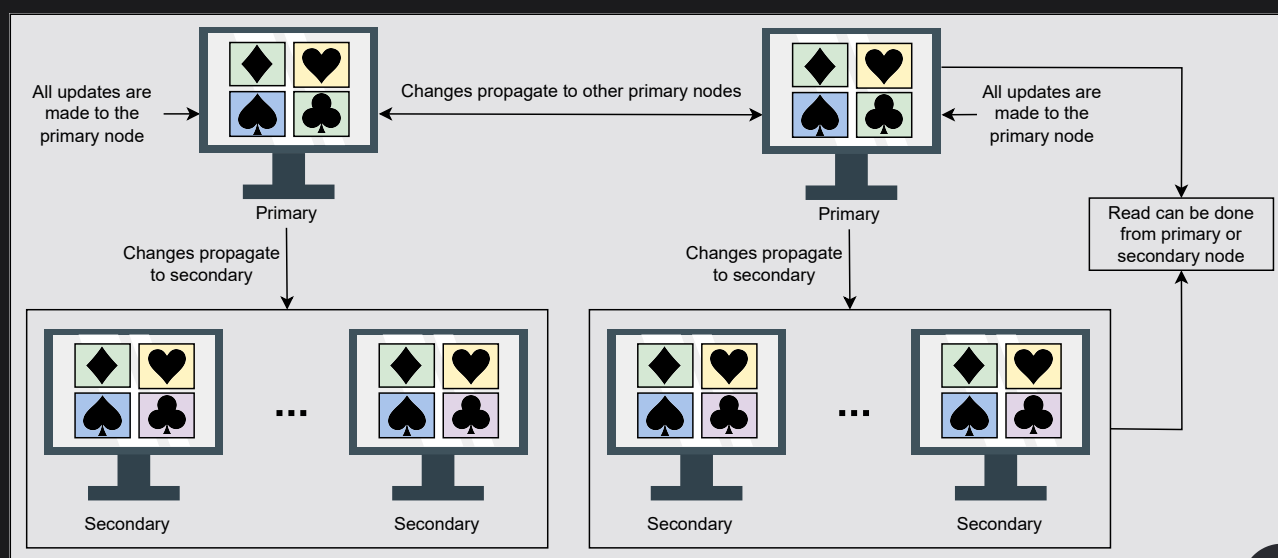 All updates are
made to the
primary node
Changes propagate to other primary nodes
All updates are
made to the
primary node
Primary
Primary
Read can be done
from primary or
secondary node
Changes propagate
to secondary
Changes propagate
to secondary
...
...
Secondary
Secondary
Secondary
Secondary